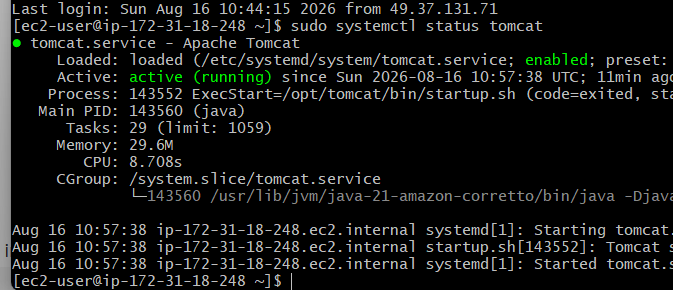 Last login: Sun Aug 16 10:44:15 2026 from 49.37.131.71
[ec2-user@ip-172-31-18-248 ~]$ sudo systemctl status tomcat
● tomcat.service - Apache Tomcat
Loaded: loaded (/etc/systemd/system/tomcat.service; enabled; preset:
Active: active (running) since Sun 2026-08-16 10:57:38 UTC; 11min ago
Process: 143552 ExecStart=/opt/tomcat/bin/startup.sh (code=exited, sta
Main PID: 143560 (java)
Tasks: 29 (limit: 1059)
Memory: 29.6M
CPU: 8.708s
CGroup: /system.slice/tomcat.service
└─143560 /usr/lib/jvm/java-21-amazon-corretto/bin/java -Djava
Aug 16 10:57:38 ip-172-31-18-248.ec2.internal systemd[1]: Starting tomcat.
Aug 16 10:57:38 ip-172-31-18-248.ec2.internal startup.sh[143552]: Tomcat s
Aug 16 10:57:38 ip-172-31-18-248.ec2.internal systemd[1]: Started tomcat.s
[ec2-user@ip-172-31-18-248 ~]$